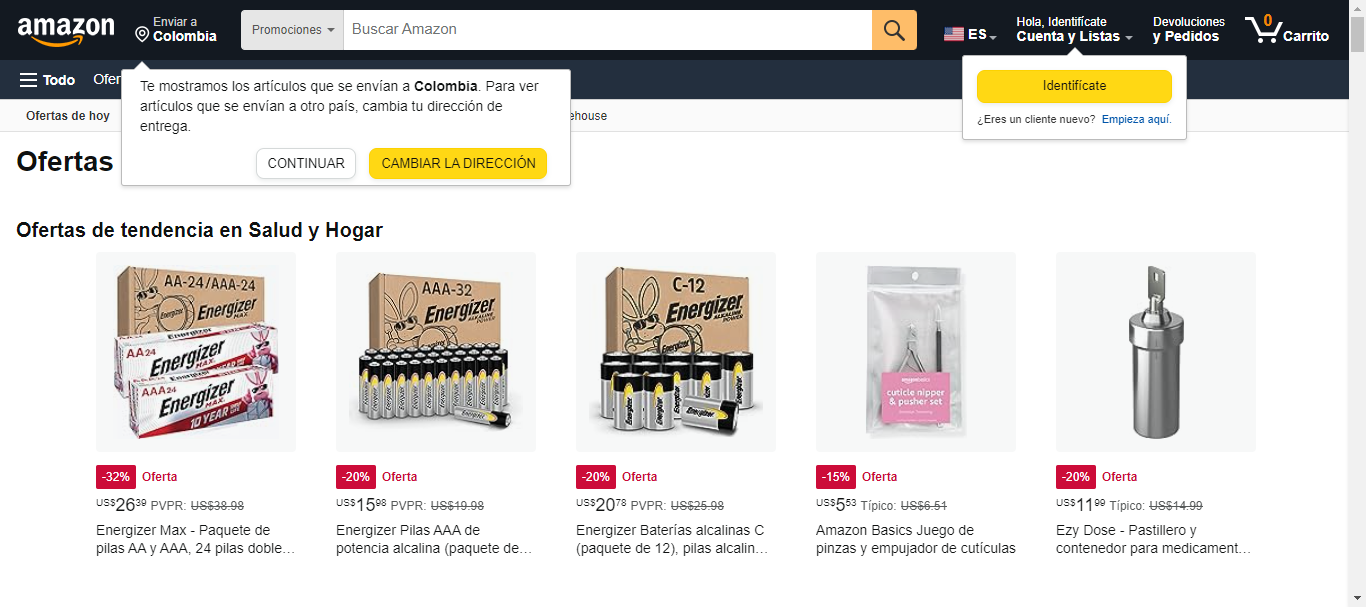 amazon
Enviar a
Colombia
Promociones
Buscar Amazon
ES
Hola, Identifícate
Cuenta y Listas
Devoluciones
y Pedidos
0
Carrito
Todo
Ofer
Te mostramos los artículos que se envían a Colombia. Para ver
artículos que se envían a otro país, cambia tu dirección de
entrega.
CONTINUAR
CAMBIAR LA DIRECCIÓN
Identifícate
¿Eres un cliente nuevo? Empieza aquí.
Ofertas de hoy
ehouse
Ofertas
Ofertas de tendencia en Salud y Hogar
AA-24/AAA-24
Energizer
MAX.
AA24
Energizer
MAX.
AAA24
Energizer
MAX.
10 YEAR
-32% Oferta
US$26.39 PVPR: US$38.98
Energizer Max - Paquete de
pilas AA y AAA, 24 pilas doble…
AAA-32
Energizer
ALKALINE
POWER
Energizer
-20% Oferta
US$15.98 PVPR: US$19.98
Energizer Pilas AAA de
potencia alcalina (paquete de…
C-12
Energizer
ALKALINE
POWER
Energizer
-20% Oferta
US$20.78 PVPR: US$25.98
Energizer Baterías alcalinas C
(paquete de 12), pilas alcalin…
amazonbasics
cuticle nipper
& pusher set
-15% Oferta
US$5.53 Típico: US$6.51
Amazon Basics Juego de
pinzas y empujador de cutículas
-20% Oferta
US$11.99 Típico: US$14.99
Ezy Dose - Pastillero y
contenedor para medicament…